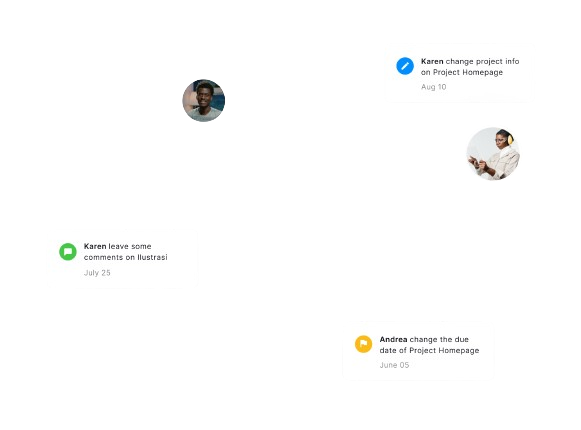 Karen change project info
on Project Homepage
Aug 10
Karen leave some
comments on Ilustrasi
July 25
Andrea change the due
date of Project Homepage
June 05